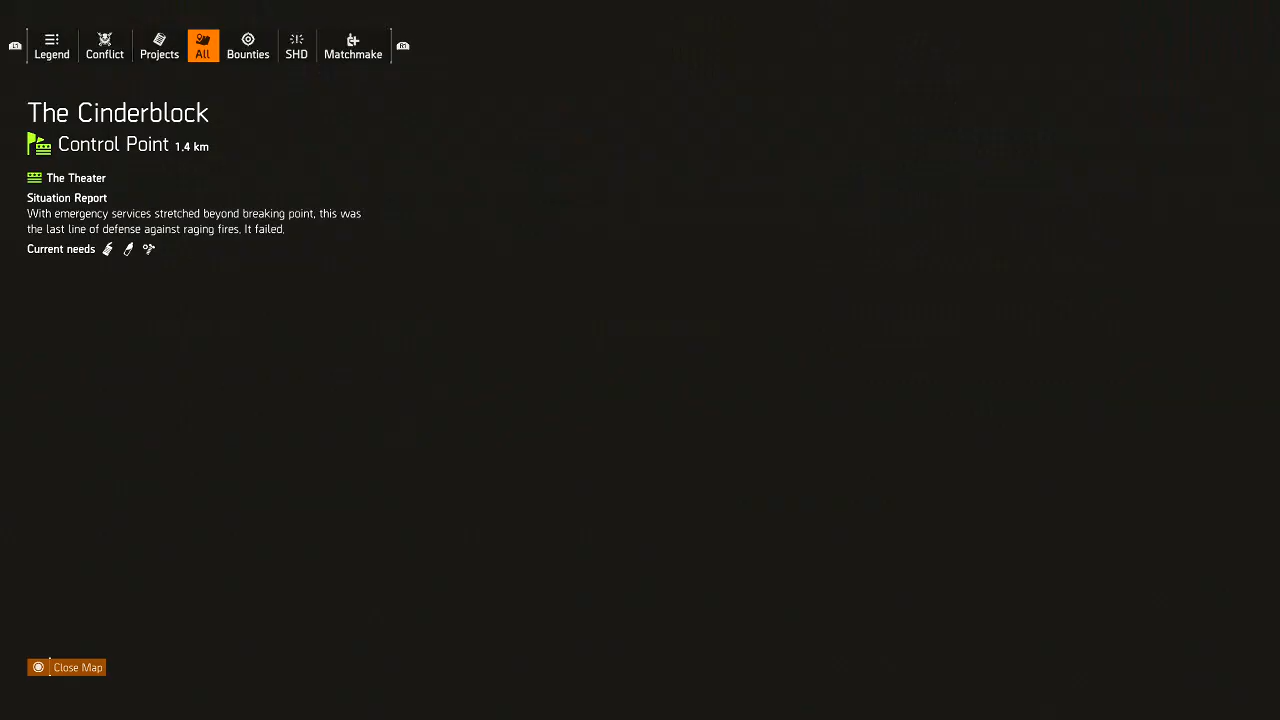 Legend Conflict Projects All Bounties SHD Matchmake
The Cinderblock
Control Point 1.4 km
The Theater
Situation Report
With emergency services stretched beyond breaking point, this was
the last line of defense against raging fires. It failed.
Current needs
Close Map